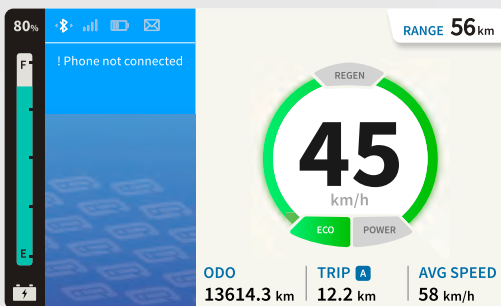 80%
F
E
! Phone not connected
RANGE 56 km
REGEN
45
km/h
ECO POWER
ODO
13614.3 km
TRIP A
12.2 km
AVG SPEED
58 km/h